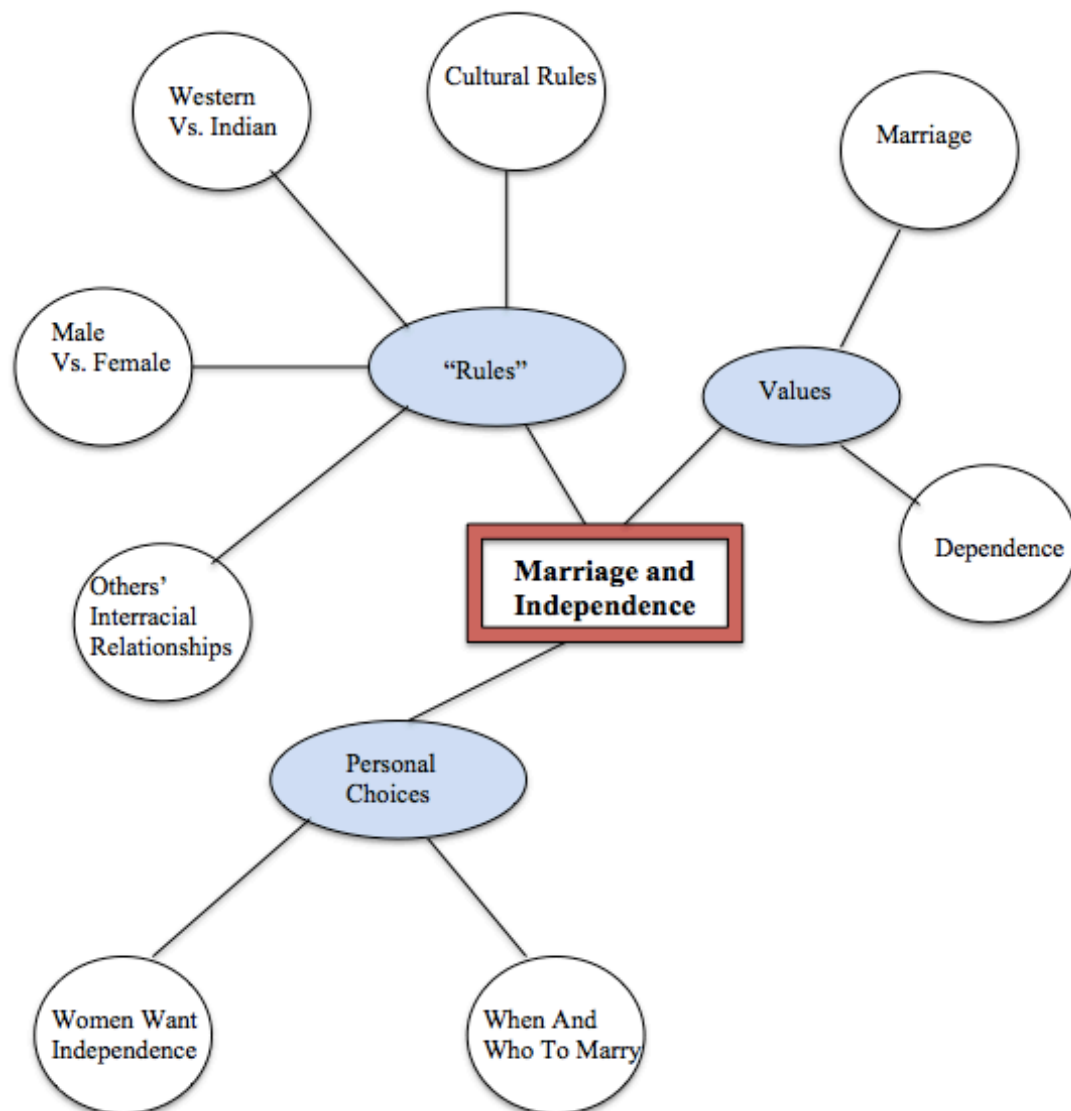 Cultural Rules
Western
Vs. Indian
Marriage
Male
Vs. Female
“Rules”
Values
Dependence
Marriage and
Independence
Others’
Interracial
Relationships
Personal
Choices
Women Want
Independence
When And
Who To Marry